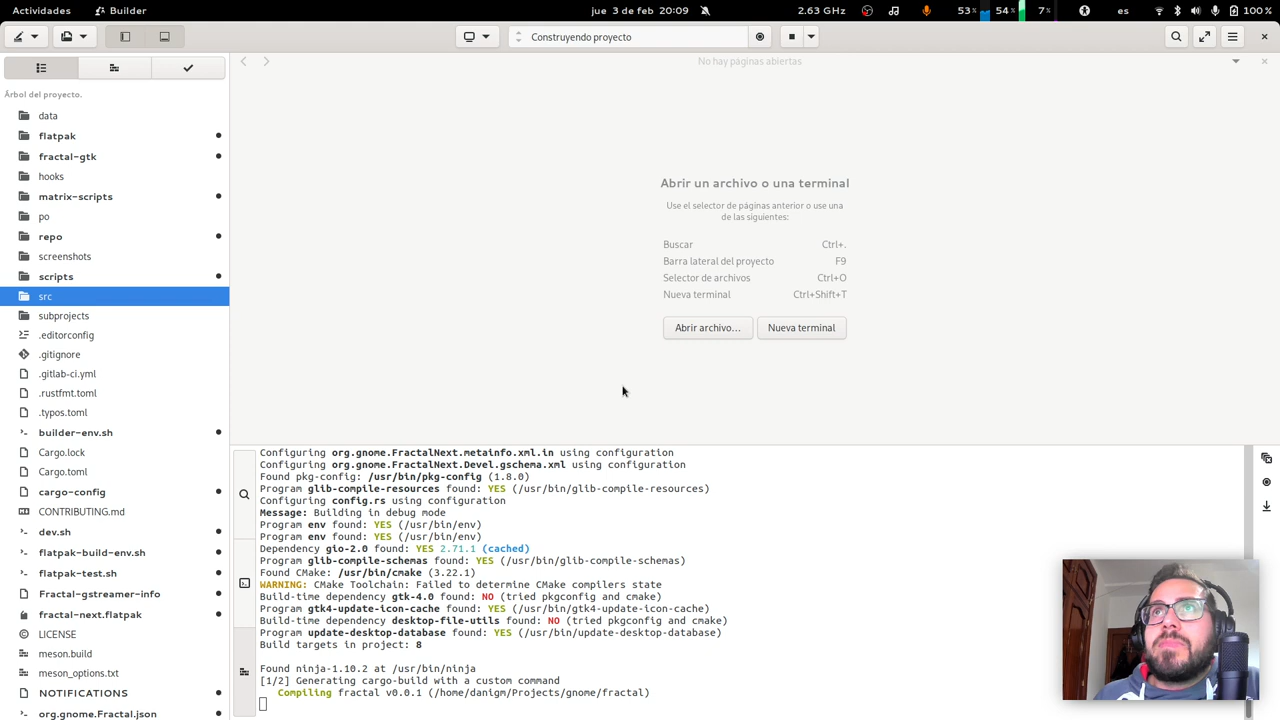 Actividades
Builder
jue 3 de feb 20:09
2.63 GHz
53%
54%
7%
es
100%
Construyendo proyecto
No hay páginas abiertas
Árbol del proyecto.
data
flatpak
fractal-gtk
hooks
matrix-scripts
po
repo
screenshots
scripts
src
subprojects
.editorconfig
.gitignore
.gitlab-ci.yml
.rustfmt.toml
.typos.toml
builder-env.sh
Cargo.lock
Cargo.toml
cargo-config
CONTRIBUTING.md
dev.sh
flatpak-build-env.sh
flatpak-test.sh
Fractal-gstreamer-info
fractal-next.flatpak
LICENSE
meson.build
meson_options.txt
NOTIFICATIONS
org.gnome.Fractal.json
Abrir un archivo o una terminal
Use el selector de páginas anterior o use una
de las siguientes:
Buscar Ctrl+.
Barra lateral del proyecto F9
Selector de archivos Ctrl+O
Nueva terminal Ctrl+Shift+T
Abrir archivo...
Nueva terminal
Configuring org.gnome.FractalNext.metainfo.xml.in using configuration
Configuring org.gnome.FractalNext.Devel.gschema.xml using configuration
Found pkg-config: /usr/bin/pkg-config (1.8.0)
Program glib-compile-resources found: YES (/usr/bin/glib-compile-resources)
Configuring config.rs using configuration
Message: Building in debug mode
Program env found: YES (/usr/bin/env)
Program env found: YES (/usr/bin/env)
Dependency gio-2.0 found: YES 2.71.1 (cached)
Program glib-compile-schemas found: YES (/usr/bin/glib-compile-schemas)
Found CMake: /usr/bin/cmake (3.22.1)
WARNING: CMake Toolchain: Failed to determine CMake compilers state
Build-time dependency gtk-4.0 found: NO (tried pkgconfig and cmake)
Program gtk4-update-icon-cache found: YES (/usr/bin/gtk4-update-icon-cache)
Build-time dependency desktop-file-utils found: NO (tried pkgconfig and cmake)
Program update-desktop-database found: YES (/usr/bin/update-desktop-database)
Build targets in project: 8
Found ninja-1.10.2 at /usr/bin/ninja
[1/2] Generating cargo-build with a custom command
Compiling fractal v0.0.1 (/home/danigm/Projects/gnome/fractal)